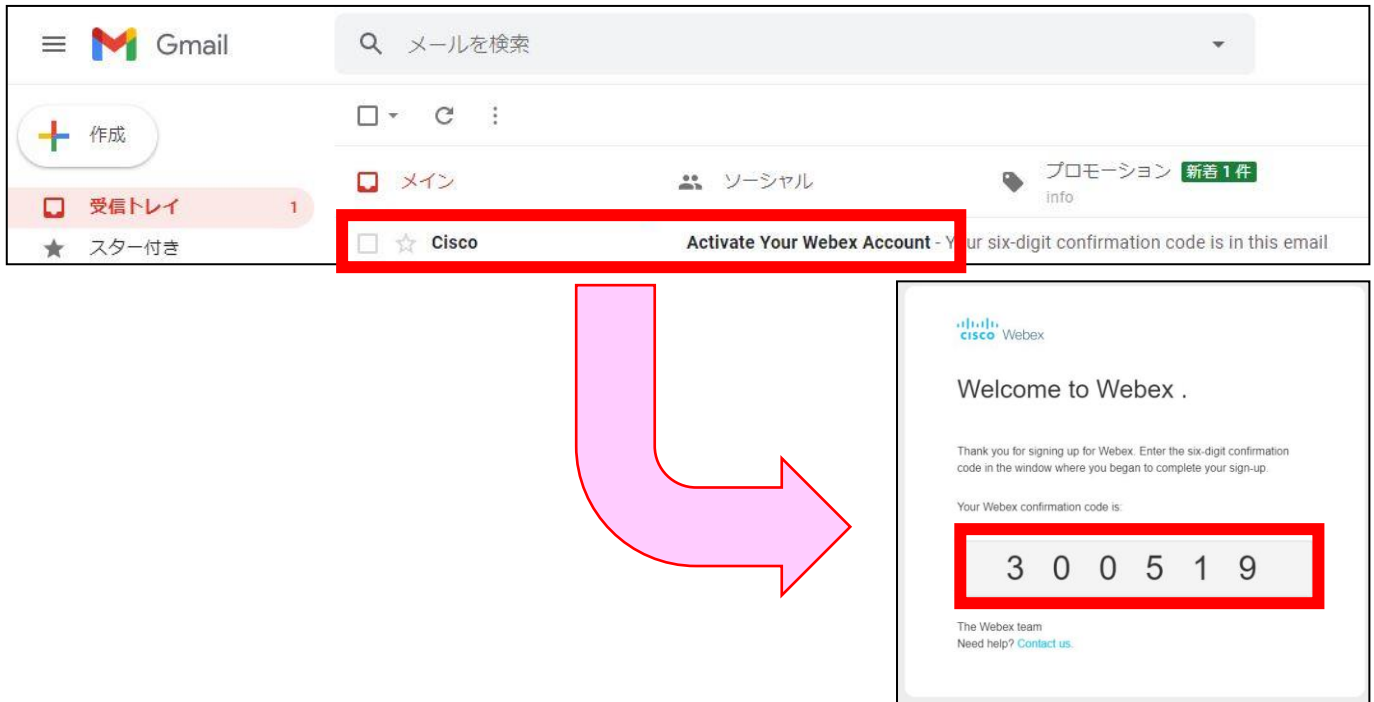 Gmail
メールを検索
作成
メイン
ソーシャル
プロモーション 新着 1 件
info
受信トレイ 1
スター付き
Cisco Activate Your Webex Account - Your six-digit confirmation code is in this email
CISCO Webex
Welcome to Webex .
Thank you for signing up for Webex. Enter the six-digit confirmation
code in the window where you began to complete your sign-up.
Your Webex confirmation code is:
3 0 0 5 1 9
The Webex team
Need help? Contact us.